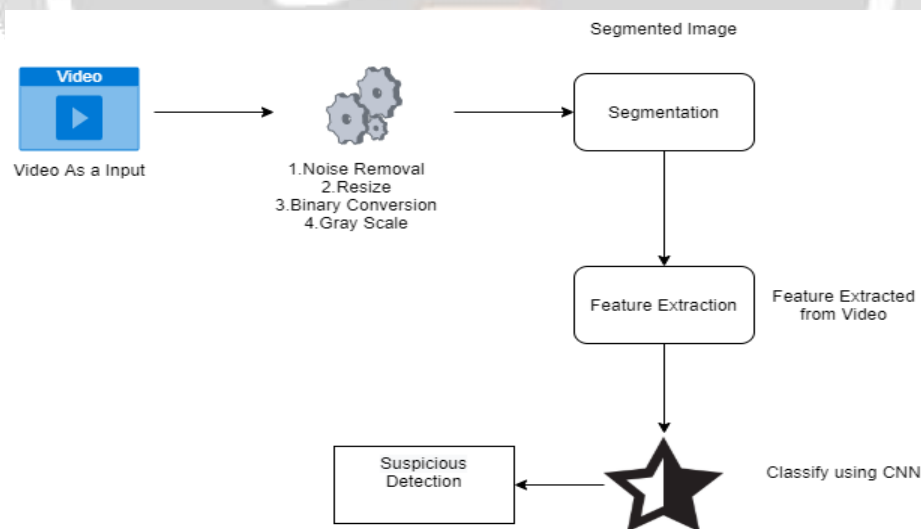 Segmented Image
Video
Video As a Input
1.Noise Removal
2.Resize
3.Binary Conversion
4.Gray Scale
Segmentation
Feature Extraction
Feature Extracted
from Video
Classify using CNN
Suspicious
Detection